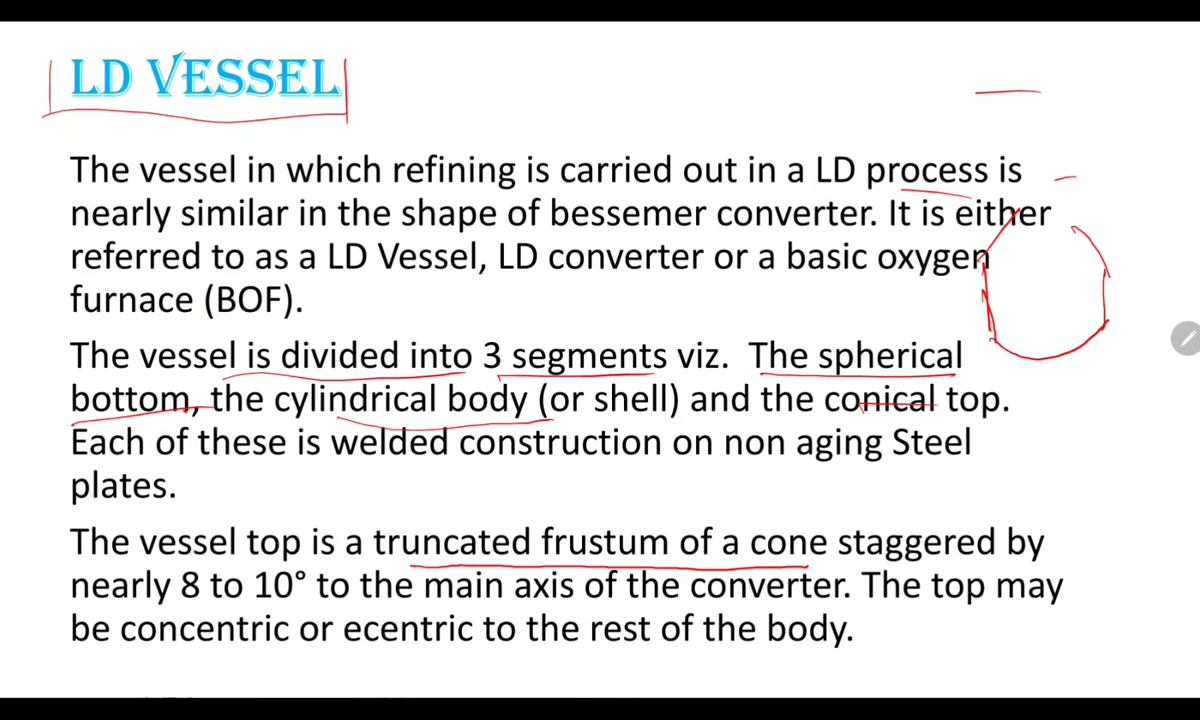 LD VESSEL
The vessel in which refining is carried out in a LD process is
nearly similar in the shape of bessemer converter. It is either
referred to as a LD Vessel, LD converter or a basic oxygen
furnace (BOF).
The vessel is divided into 3 segments viz. The spherical
bottom, the cylindrical body (or shell) and the conical top.
Each of these is welded construction on non aging Steel
plates.
The vessel top is a truncated frustum of a cone staggered by
nearly 8 to 10° to the main axis of the converter. The top may
be concentric or ecentric to the rest of the body.